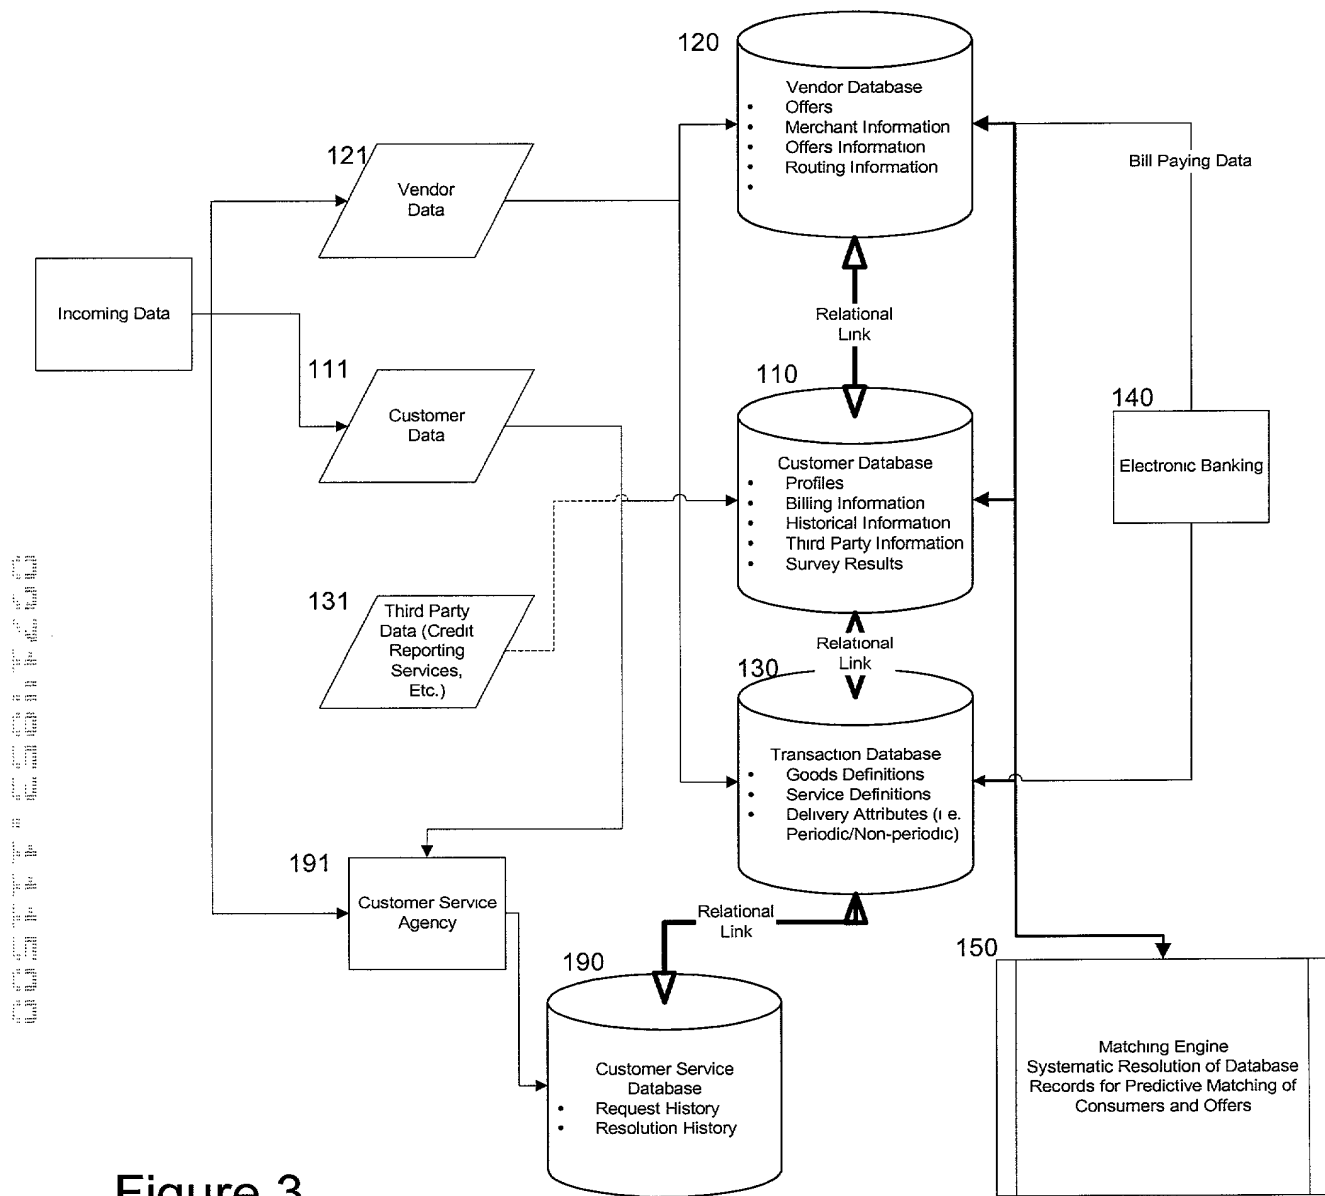 120
Vendor Database
• Offers
• Merchant Information
• Offers Information
• Routing Information
•
121
Vendor
Data
Bill Paying Data
Incoming Data
Relational
Link
111
Customer
Data
110
Customer Database
• Profiles
• Billing Information
• Historical Information
• Third Party Information
• Survey Results
140
Electronic Banking
131
Third Party
Data (Credit
Reporting
Services,
Etc.)
Relational
Link
130
Transaction Database
• Goods Definitions
• Service Definitions
• Delivery Attributes (i e.
Periodic/Non-periodic)
191
Customer Service
Agency
Relational
Link
190
Customer Service
Database
• Request History
• Resolution History
150
Matching Engine
Systematic Resolution of Database
Records for Predictive Matching of
Consumers and Offers
Figure 3